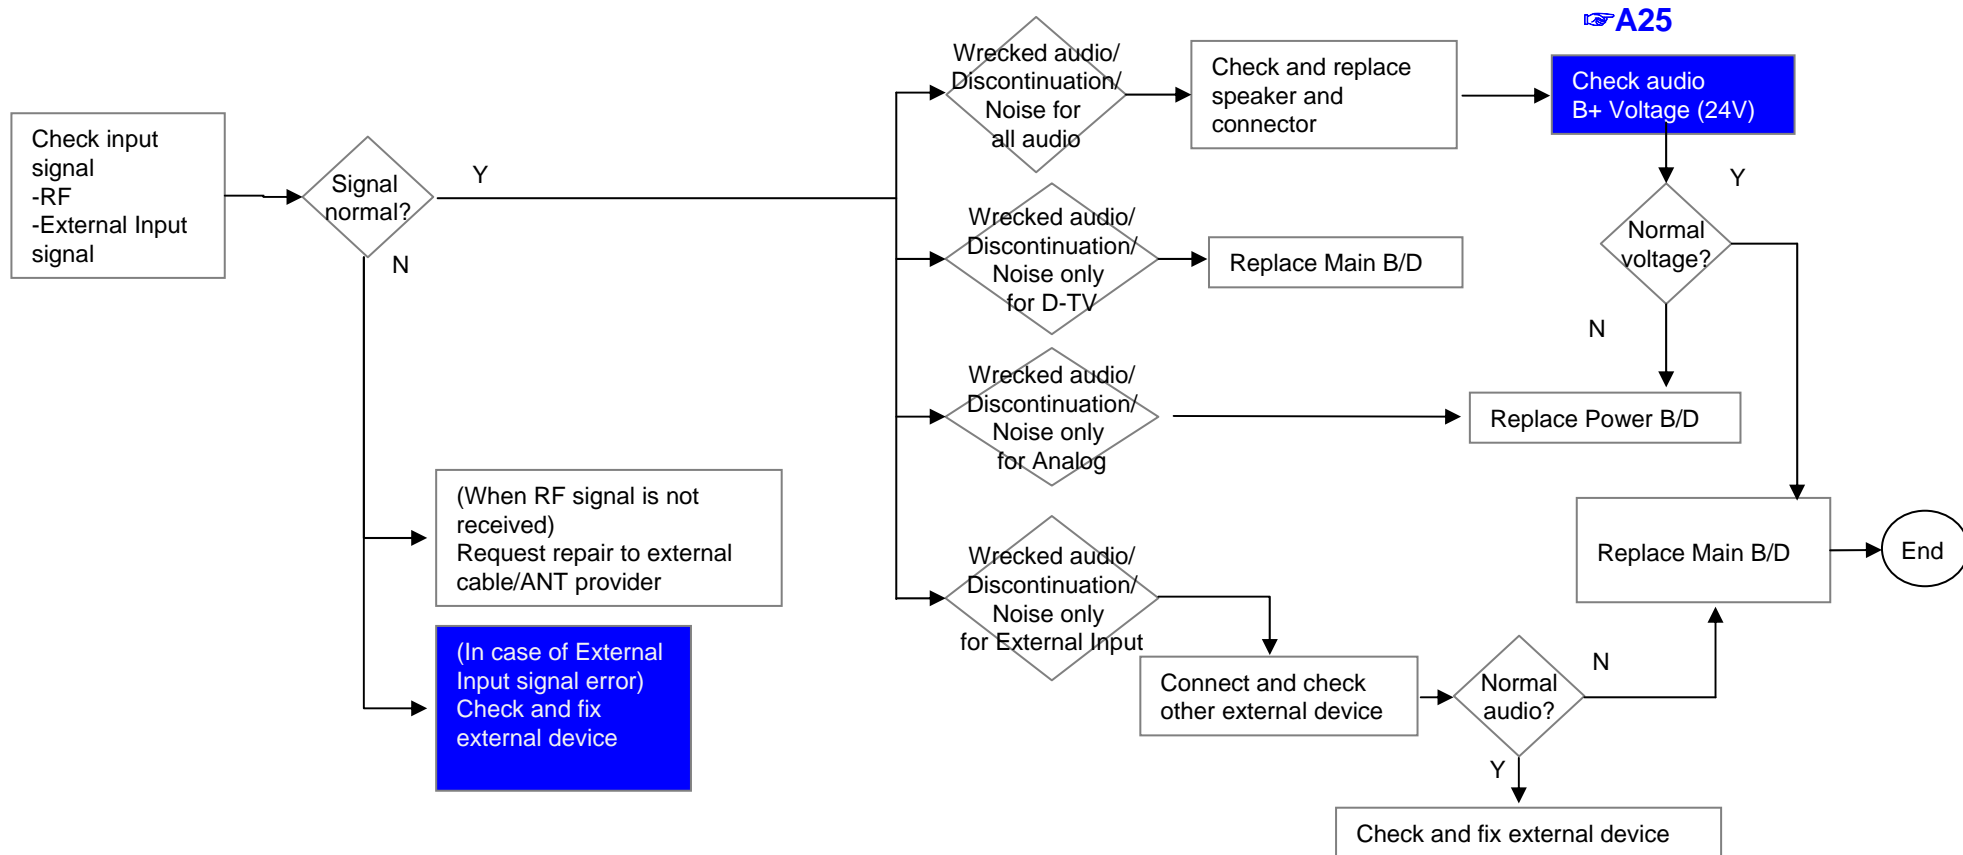 ☞A25
Check input
signal
-RF
-External Input
signal
Signal
normal?
Y
N
(When RF signal is not
received)
Request repair to external
cable/ANT provider
(In case of External
Input signal error)
Check and fix
external device
Wrecked audio/
Discontinuation/
Noise for
all audio
Check and replace
speaker and
connector
Check audio
B+ Voltage (24V)
Y
Normal
voltage?
N
Wrecked audio/
Discontinuation/
Noise only
for D-TV
Replace Main B/D
Wrecked audio/
Discontinuation/
Noise only
for Analog
Replace Power B/D
Wrecked audio/
Discontinuation/
Noise only
for External Input
Connect and check
other external device
Normal
audio?
N
Y
Replace Main B/D
End
Check and fix external device